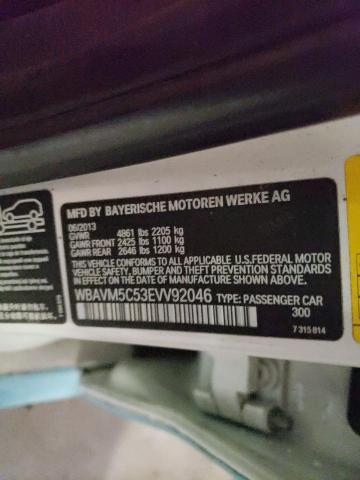 MFD BY BAYERISCHE MOTOREN WERKE AG
06/2013
GVWR 4861 lbs 2205 kg
GAWR FRONT 2425 lbs 1100 kg
GAWR REAR 2646 lbs 1200 kg
THIS VEHICLE CONFORMS TO ALL APPLICABLE U.S.FEDERAL MOTOR
VEHICLE SAFETY, BUMPER AND THEFT PREVENTION STANDARDS
IN EFFECT ON THE DATE OF MANUFACTURE SHOWN ABOVE.
WBAVM5C53EVV92046 TYPE: PASSENGER CAR
300
7 315 814